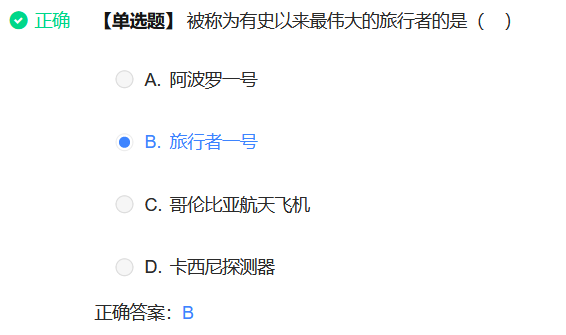 正确 【单选题】 被称为有史以来最伟大的旅行者的是（ ）
A. 阿波罗一号
B. 旅行者一号
C. 哥伦比亚航天飞机
D. 卡西尼探测器
正确答案：B